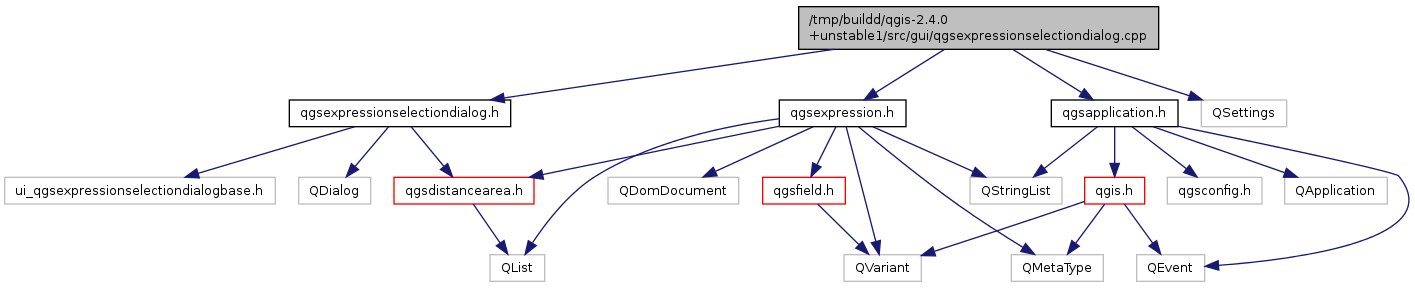 /tmp/buildd/qgis-2.4.0
+unstable1/src/gui/qgsexpressionselectiondialog.cpp
qgsexpressionselectiondialog.h
qgsexpression.h
qgsapplication.h
QSettings
ui_qgsexpressionselectiondialogbase.h
QDialog
qgsdistancearea.h
QDomDocument
qgsfield.h
QStringList
qgis.h
qgsconfig.h
QApplication
QList
QVariant
QMetaType
QEvent